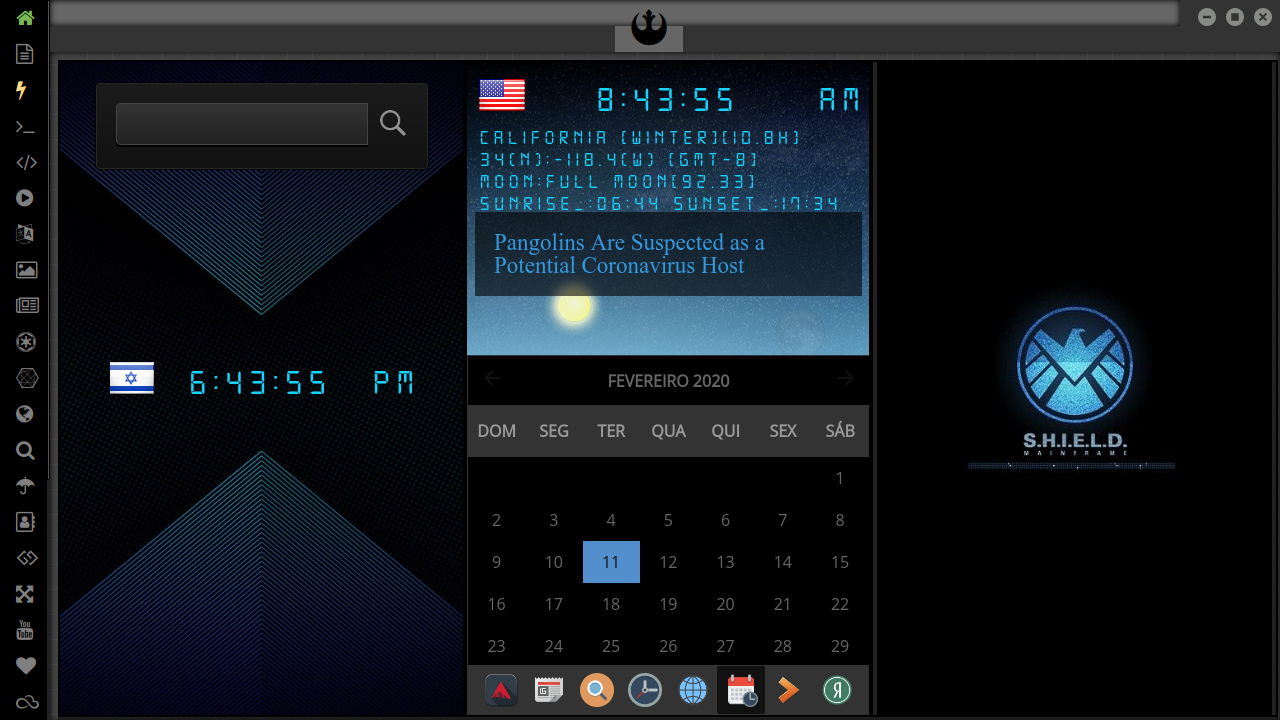 8:43:55 AM
CALIFORNIA [WINTER][10.8H]
34(N):-118.4(W) [GMT-8]
MOON:FULL MOON[92.33]
SUNRISE_:06:44 SUNSET_:17:34
Pangolins Are Suspected as a
Potential Coronavirus Host
6:43:55 PM
FEVEREIRO 2020
DOM SEG TER QUA QUI SEX SÁB
1
2 3 4 5 6 7 8
9 10 11 12 13 14 15
16 17 18 19 20 21 22
23 24 25 26 27 28 29
S.H.I.E.L.D.
MAINFRAME
You
Tube
Я